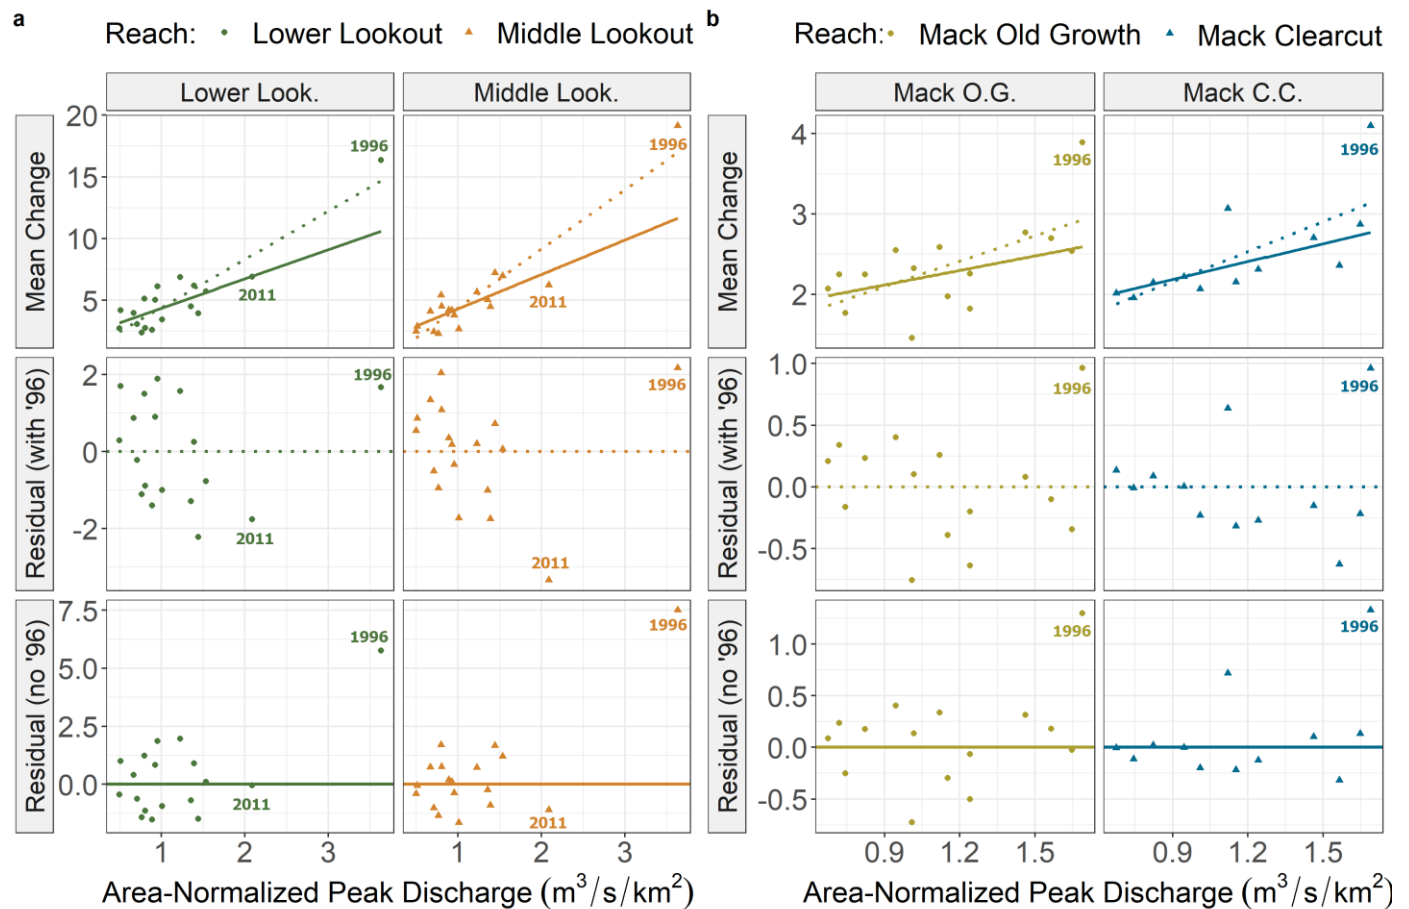 a
Reach: Lower Lookout Middle Lookout
Lower Look. Middle Look.
Mean Change
20
15
10
5
1996
2011
1996
2011
Residual (with '96)
2
0
-2
1996
2011
1996
2011
Residual (no '96)
7.5
5.0
2.5
0.0
1996
2011
1996
2011
1 2 3 1 2 3
Area-Normalized Peak Discharge (m³/s/km²)
b
Reach: Mack Old Growth Mack Clearcut
Mack O.G. Mack C.C.
Mean Change
4
3
2
1996
1996
Residual (with '96)
1.0
0.5
0.0
-0.5
1996
1996
Residual (no '96)
1.0
0.5
0.0
-0.5
1996
1996
0.9 1.2 1.5 0.9 1.2 1.5
Area-Normalized Peak Discharge (m³/s/km²)